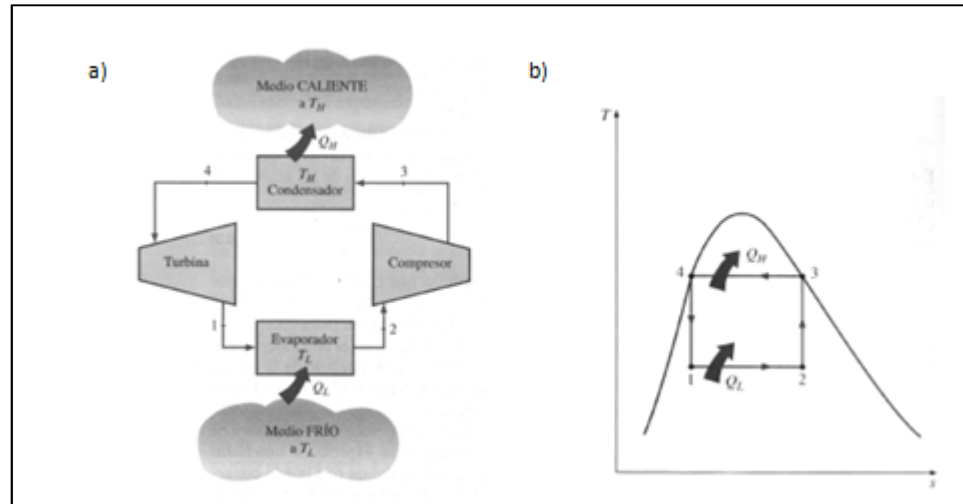 a)
Medio CALIENTE
a T_H
Q_H
4
3
T_H
Condensador
Turbina
Compresor
1
2
Evaporador
T_L
Q_L
Medio FRÍO
a T_L
b)
T
4
Q_H
3
1
Q_L
2
s